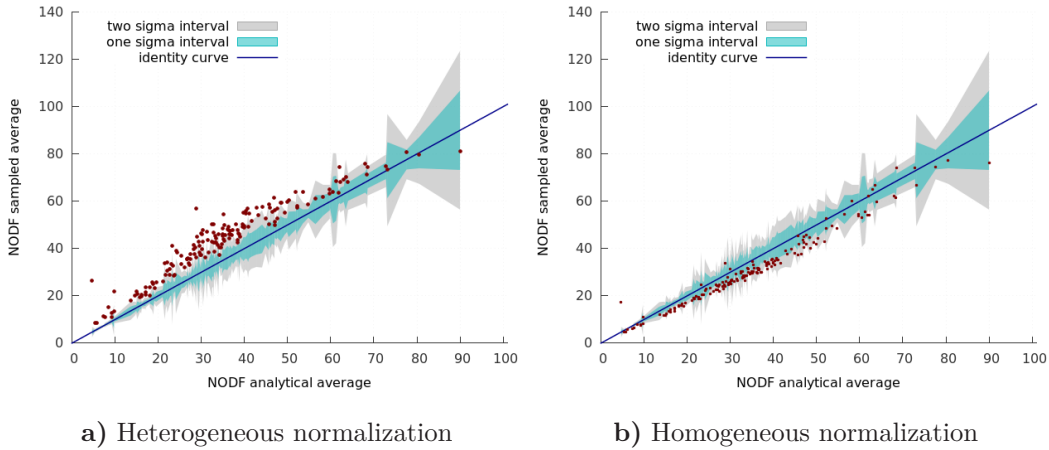 140
120
100
80
60
40
20
0
NODF sampled average
two sigma interval
one sigma interval
identity curve
0 10 20 30 40 50 60 70 80 90 100
NODF analytical average
a) Heterogeneous normalization
140
120
100
80
60
40
20
0
NODF sampled average
two sigma interval
one sigma interval
identity curve
0 10 20 30 40 50 60 70 80 90 100
NODF analytical average
b) Homogeneous normalization